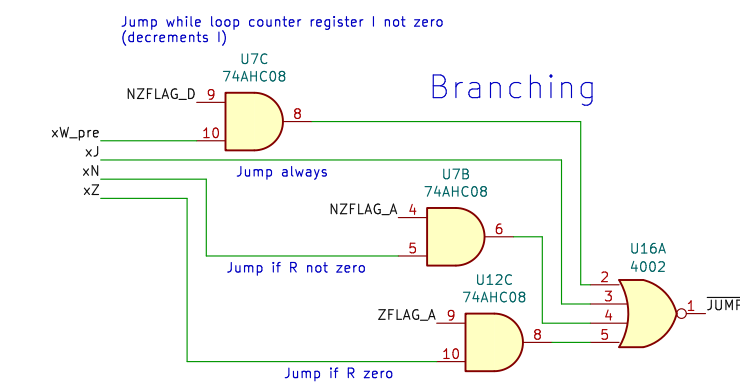 Jump while loop counter register I not zero
(decrements I)
U7C
74AHC08
NZFLAG_D 9
8
Branching
xW_pre 10
xJ
xN
Jump always
xZ
U7B
74AHC08
NZFLAG_A 4
6
5
Jump if R not zero
U16A
4002
U12C
74AHC08
2
3
1 JUMP
ZFLAG_A 9
4
8
5
10
Jump if R zero